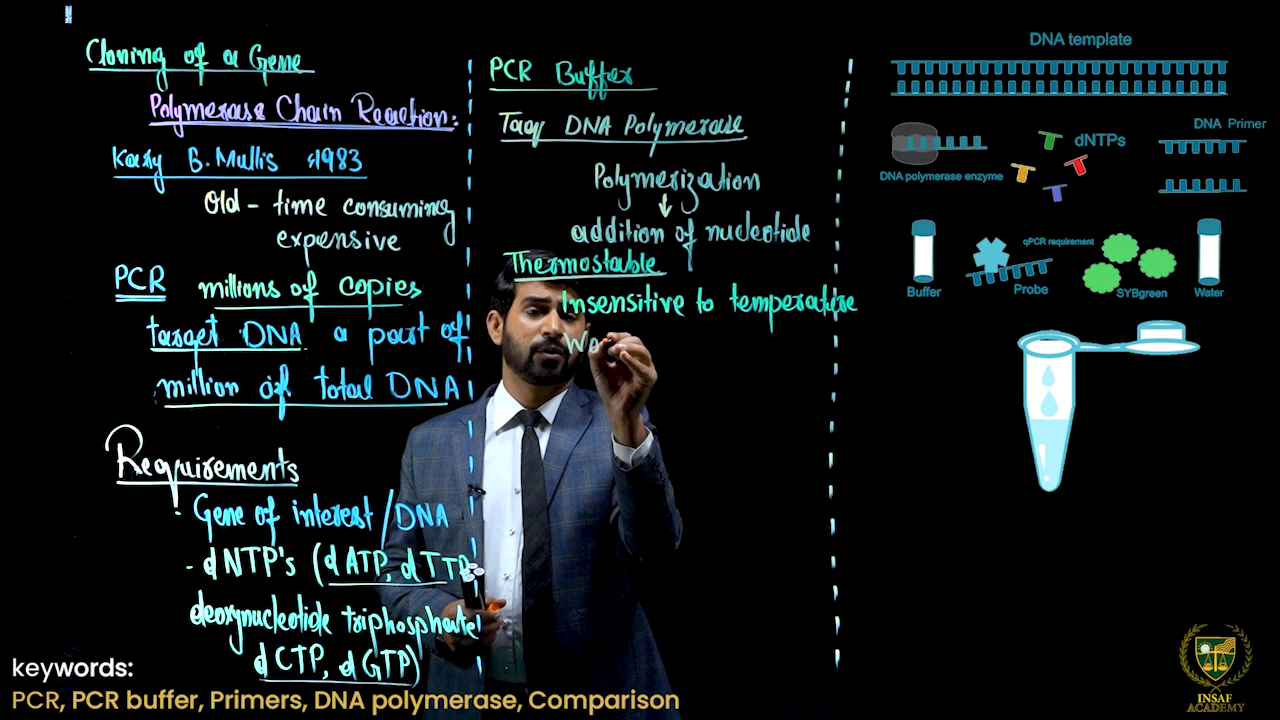 Cloning of a Gene
Polymerase Chain Reaction:
Kary B. Mullis 1983
Old - time consuming
expensive
PCR millions of copies
target DNA a part of
million of total DNA
Requirements
· Gene of interest / DNA
- dNTP's (dATP, dTTP,
deoxynucleotide triphosphate
dCTP, dGTP)
PCR Buffer
Taq DNA Polymerase
Polymerization
↓
addition of nucleotide
Thermostable
Insensitive to temperature
Wo
DNA template
DNA polymerase enzyme
dNTPs
DNA Primer
Buffer
qPCR requirement
Probe
SYBgreen
Water
keywords:
PCR, PCR buffer, Primers, DNA polymerase, Comparison
INSAF
ACADEMY